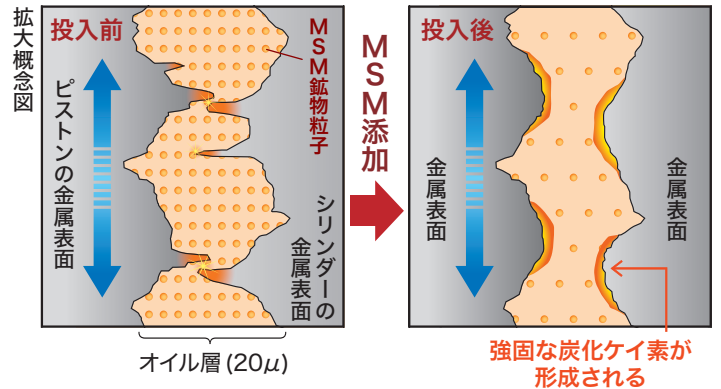 拡大概念図
投入前
ピストンの金属表面
MSM鉱物粒子
シリンダーの
金属表面
オイル層(20μ)
MSM添加
投入後
金属表面
金属表面
強固な炭化ケイ素が
形成される